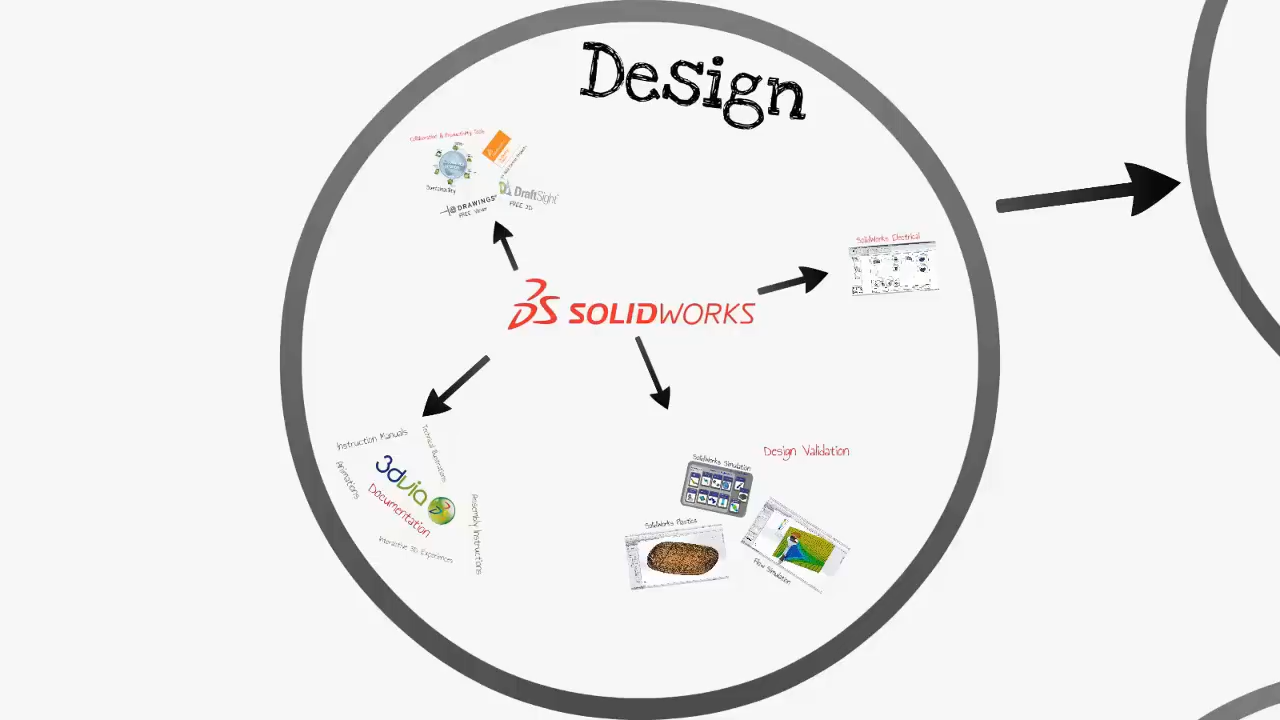 Design
Collaboration & Productivity Tools
Sustainability
DRAWINGS
FREE Viewer
DraftSight
FREE 2D
SolidWorks Electrical
3S SOLIDWORKS
Instruction Manuals
Technical Illustrations
Animations
3dvia
Documentation
Assembly Instructions
Interactive 3D Experiences
Design Validation
SolidWorks Simulation
SolidWorks Plastics
Flow Simulation